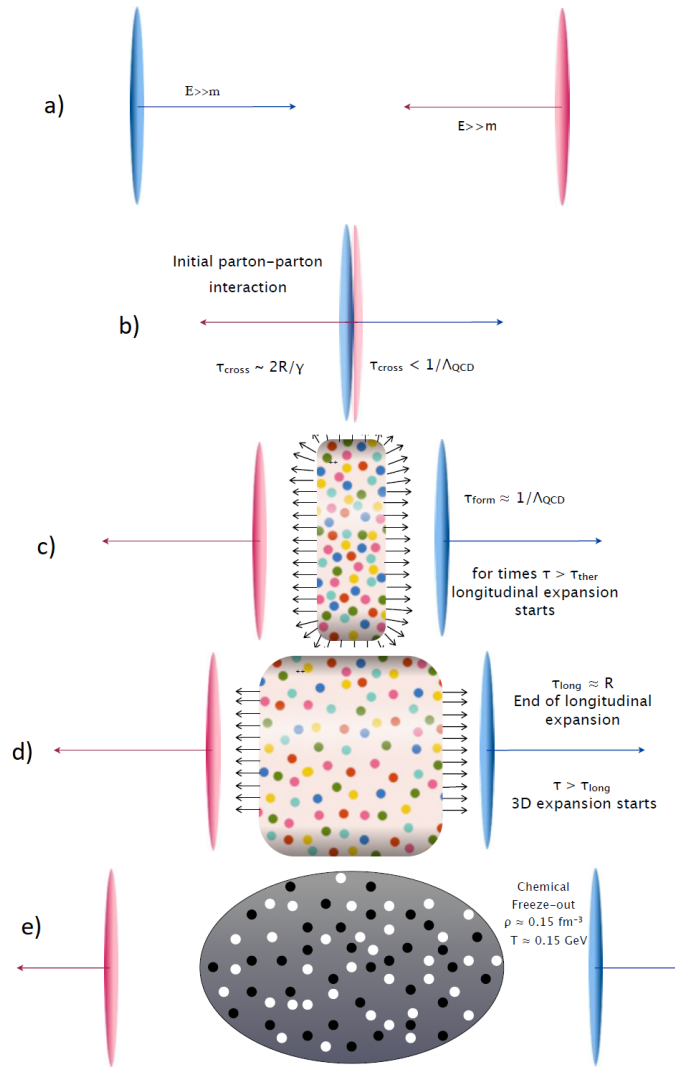 a)
E>>m
E>>m
Initial parton–parton
interaction
b)
τcross ~ 2R/γ
τcross < 1/ΛQCD
c)
++
τform ≈ 1/ΛQCD
for times τ > τther
longitudinal expansion
starts
d)
++
τlong ≈ R
End of longitudinal
expansion
τ > τlong
3D expansion starts
e)
Chemical
Freeze-out
ρ ≈ 0.15 fm⁻³
T ≈ 0.15 GeV